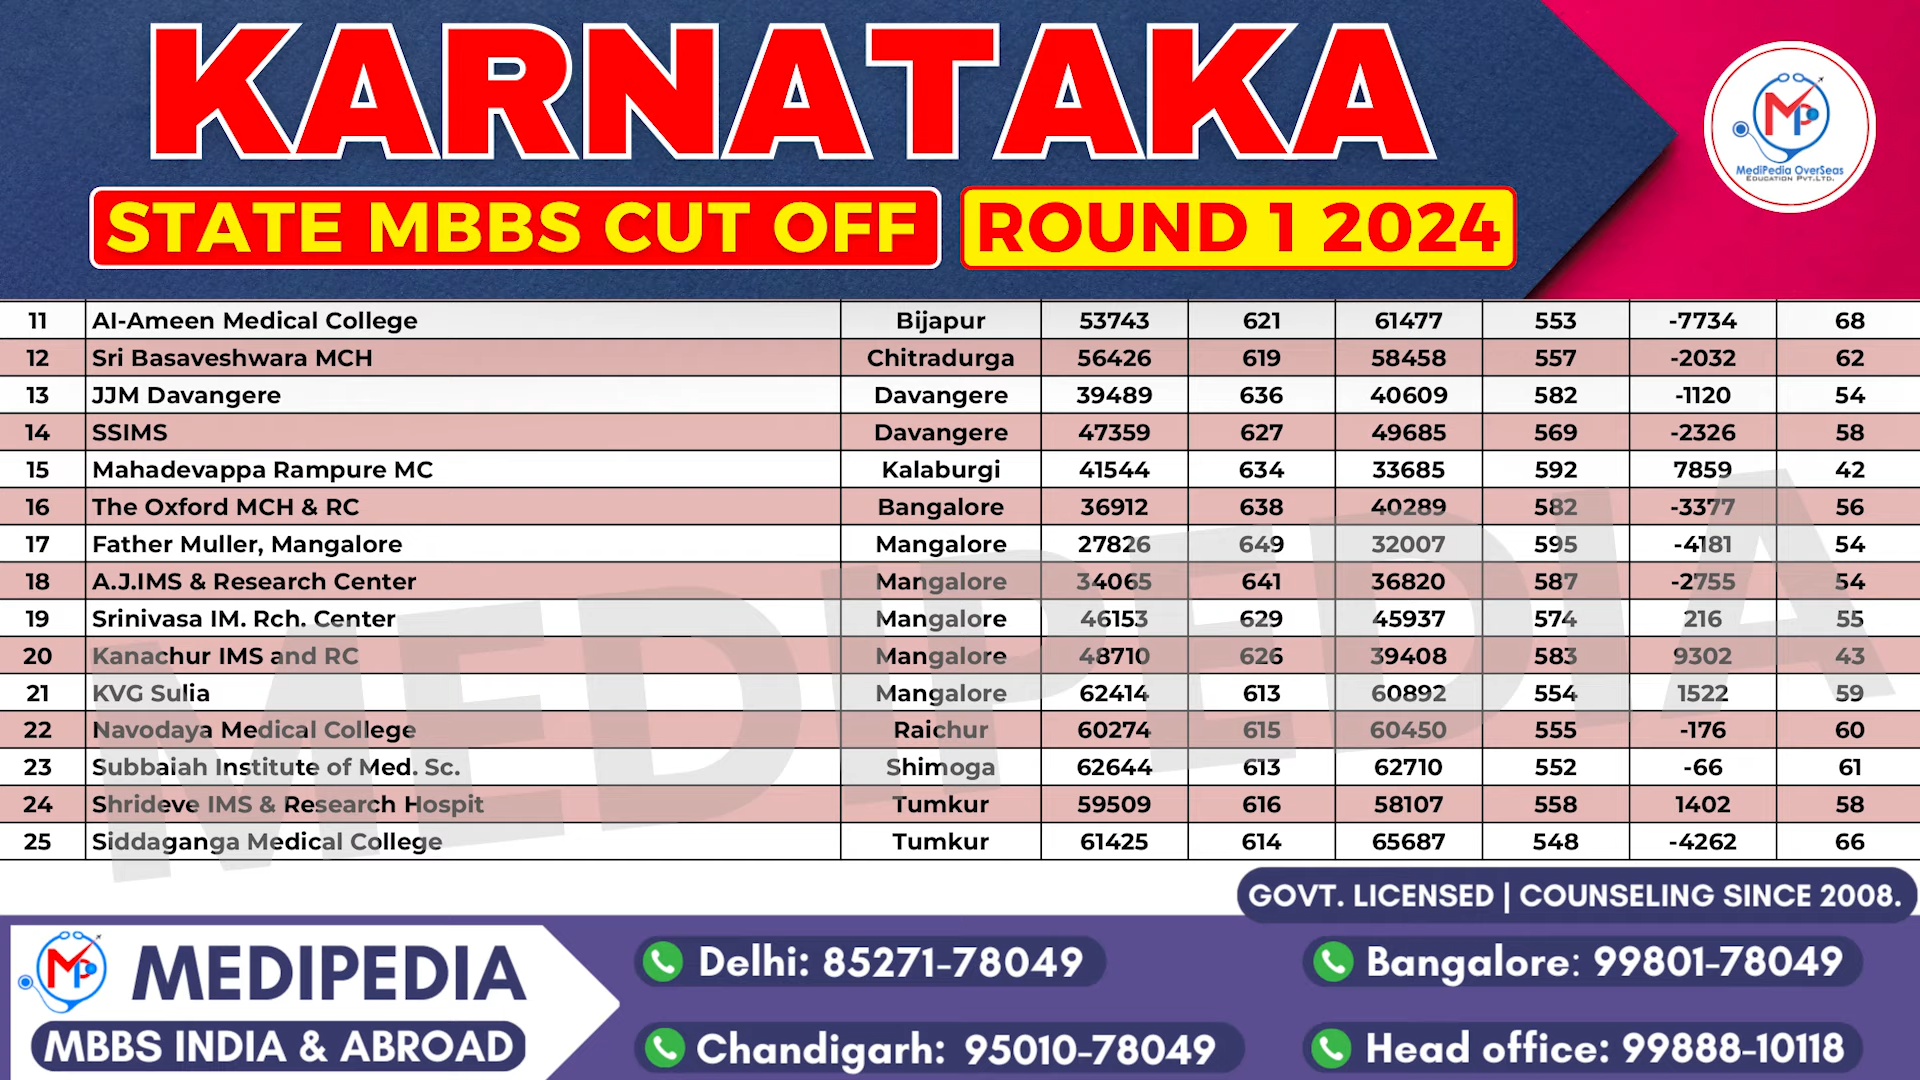 KARNATAKA
STATE MBBS CUT OFF ROUND 1 2024
MP
MediPedia OverSeas
Education Pvt.Ltd.
11 Al-Ameen Medical College Bijapur 53743 621 61477 553 -7734 68
12 Sri Basaveshwara MCH Chitradurga 56426 619 58458 557 -2032 62
13 JJM Davangere Davangere 39489 636 40609 582 -1120 54
14 SSIMS Davangere 47359 627 49685 569 -2326 58
15 Mahadevappa Rampure MC Kalaburgi 41544 634 33685 592 7859 42
16 The Oxford MCH & RC Bangalore 36912 638 40289 582 -3377 56
17 Father Muller, Mangalore Mangalore 27826 649 32007 595 -4181 54
18 A.J.IMS & Research Center Mangalore 34065 641 36820 587 -2755 54
19 Srinivasa IM. Rch. Center Mangalore 46153 629 45937 574 216 55
20 Kanachur IMS and RC Mangalore 48710 626 39408 583 9302 43
21 KVG Sulia Mangalore 62414 613 60892 554 1522 59
22 Navodaya Medical College Raichur 60274 615 60450 555 -176 60
23 Subbaiah Institute of Med. Sc. Shimoga 62644 613 62710 552 -66 61
24 Shrideve IMS & Research Hospit Tumkur 59509 616 58107 558 1402 58
25 Siddaganga Medical College Tumkur 61425 614 65687 548 -4262 66
MEDIPEDIA
GOVT. LICENSED | COUNSELING SINCE 2008.
MP MEDIPEDIA
MBBS INDIA & ABROAD
Delhi: 85271-78049
Bangalore: 99801-78049
Chandigarh: 95010-78049
Head office: 99888-10118